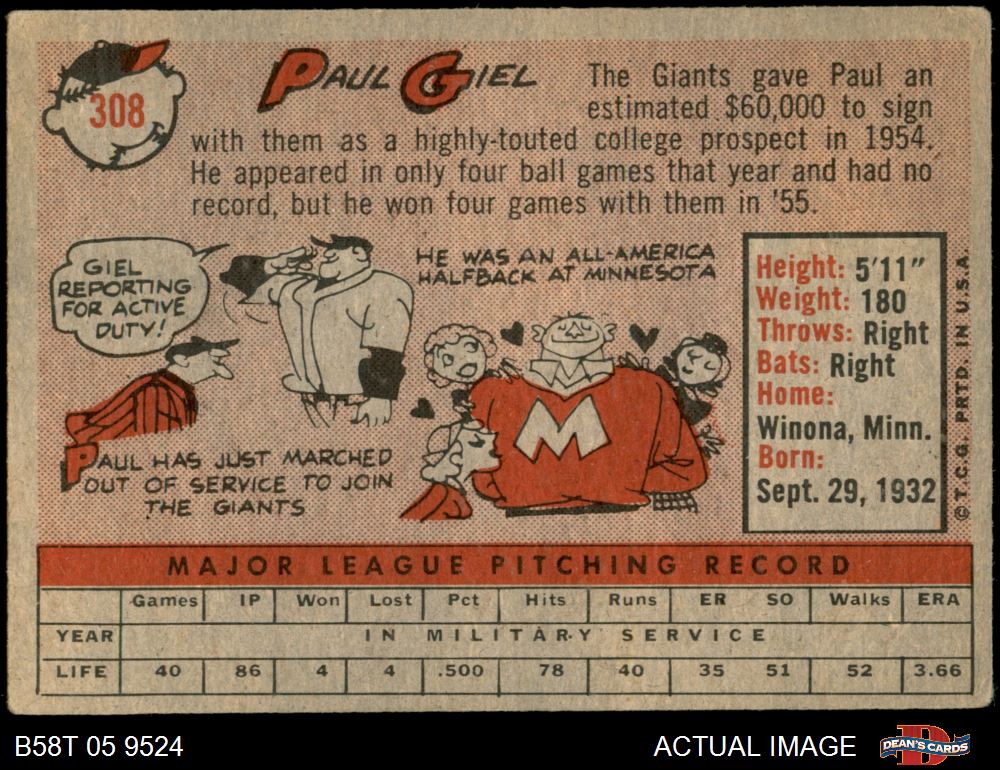 308
PAUL GIEL
The Giants gave Paul an
estimated $60,000 to sign
with them as a highly-touted college prospect in 1954.
He appeared in only four ball games that year and had no
record, but he won four games with them in '55.
GIEL
REPORTING
FOR ACTIVE
DUTY!
PAUL HAS JUST MARCHED
OUT OF SERVICE TO JOIN
THE GIANTS
HE WAS AN ALL-AMERICA
HALFBACK AT MINNESOTA
M
Height: 5'11"
Weight: 180
Throws: Right
Bats: Right
Home:
Winona, Minn.
Born:
Sept. 29, 1932
© T.C.G. PRTD. IN U.S.A.
MAJOR LEAGUE PITCHING RECORD
Games IP Won Lost Pct Hits Runs ER SO Walks ERA
YEAR IN MILITARY SERVICE
LIFE 40 86 4 4 .500 78 40 35 51 52 3.66
B58T 05 9524
ACTUAL IMAGE
D
DEAN'S CARDS